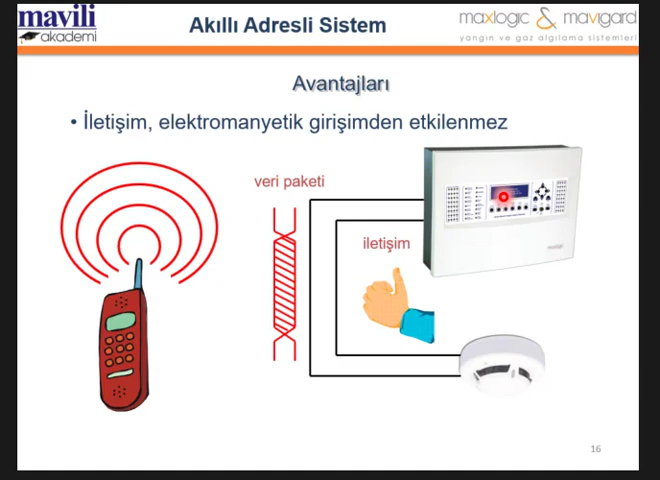 mavili
akademi
Akıllı Adresli Sistem
maxlogic & mavigard
yangın ve gaz algılama sistemleri
Avantajları
• İletişim, elektromanyetik girişimden etkilenmez
veri paketi
iletişim
maxlogic
16